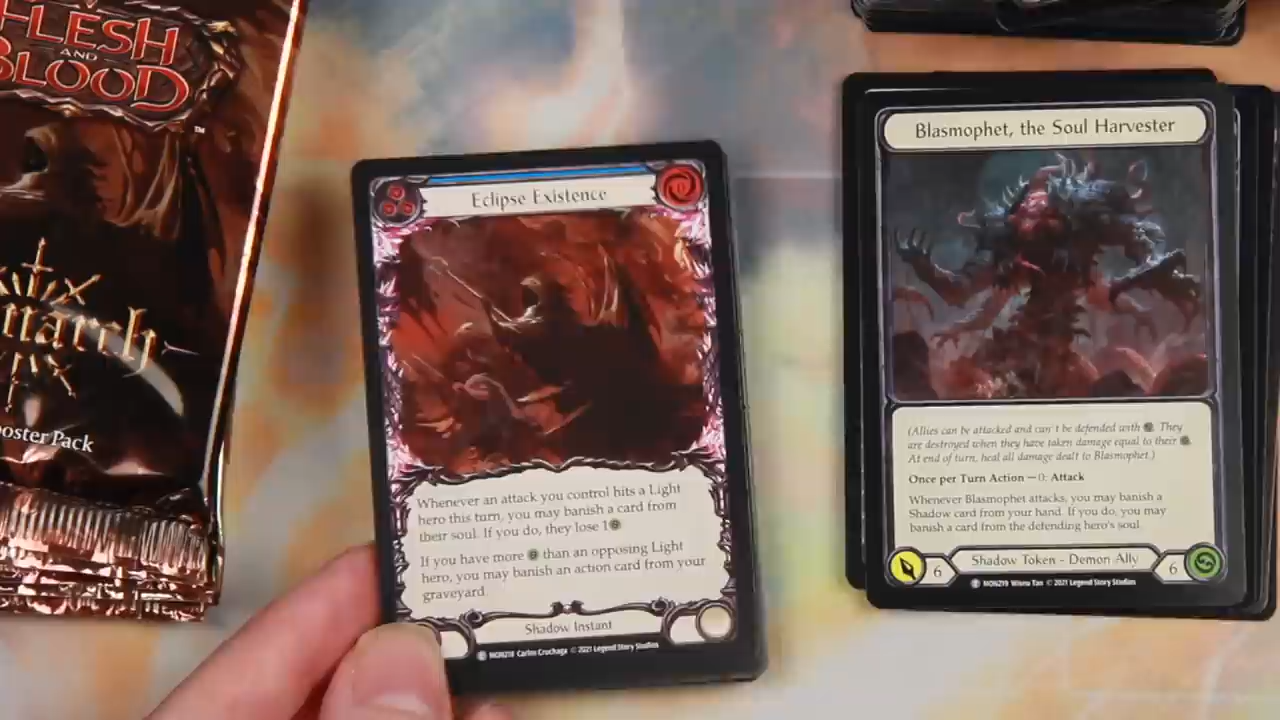 FLESH
AND
BLOOD
TM
Eclipse Existence
Whenever an attack you control hits a Light
hero this turn, you may banish a card from
their soul. If you do, they lose 1
If you have more than an opposing Light
hero, you may banish an action card from your
graveyard.
Shadow Instant
MON218 Carlos Cruchaga © 2021 Legend Story Studios
Blasmophet, the Soul Harvester
(Allies can be attacked and can't be defended with . They
are destroyed when they have taken damage equal to their .
At end of turn, heal all damage dealt to Blasmophet.)
Once per Turn Action – 0: Attack
Whenever Blasmophet attacks, you may banish a
Shadow card from your hand. If you do, you may
banish a card from the defending hero's soul.
6
Shadow Token - Demon Ally
6
MON219 Wisnu Tan © 2021 Legend Story Studios
Pack